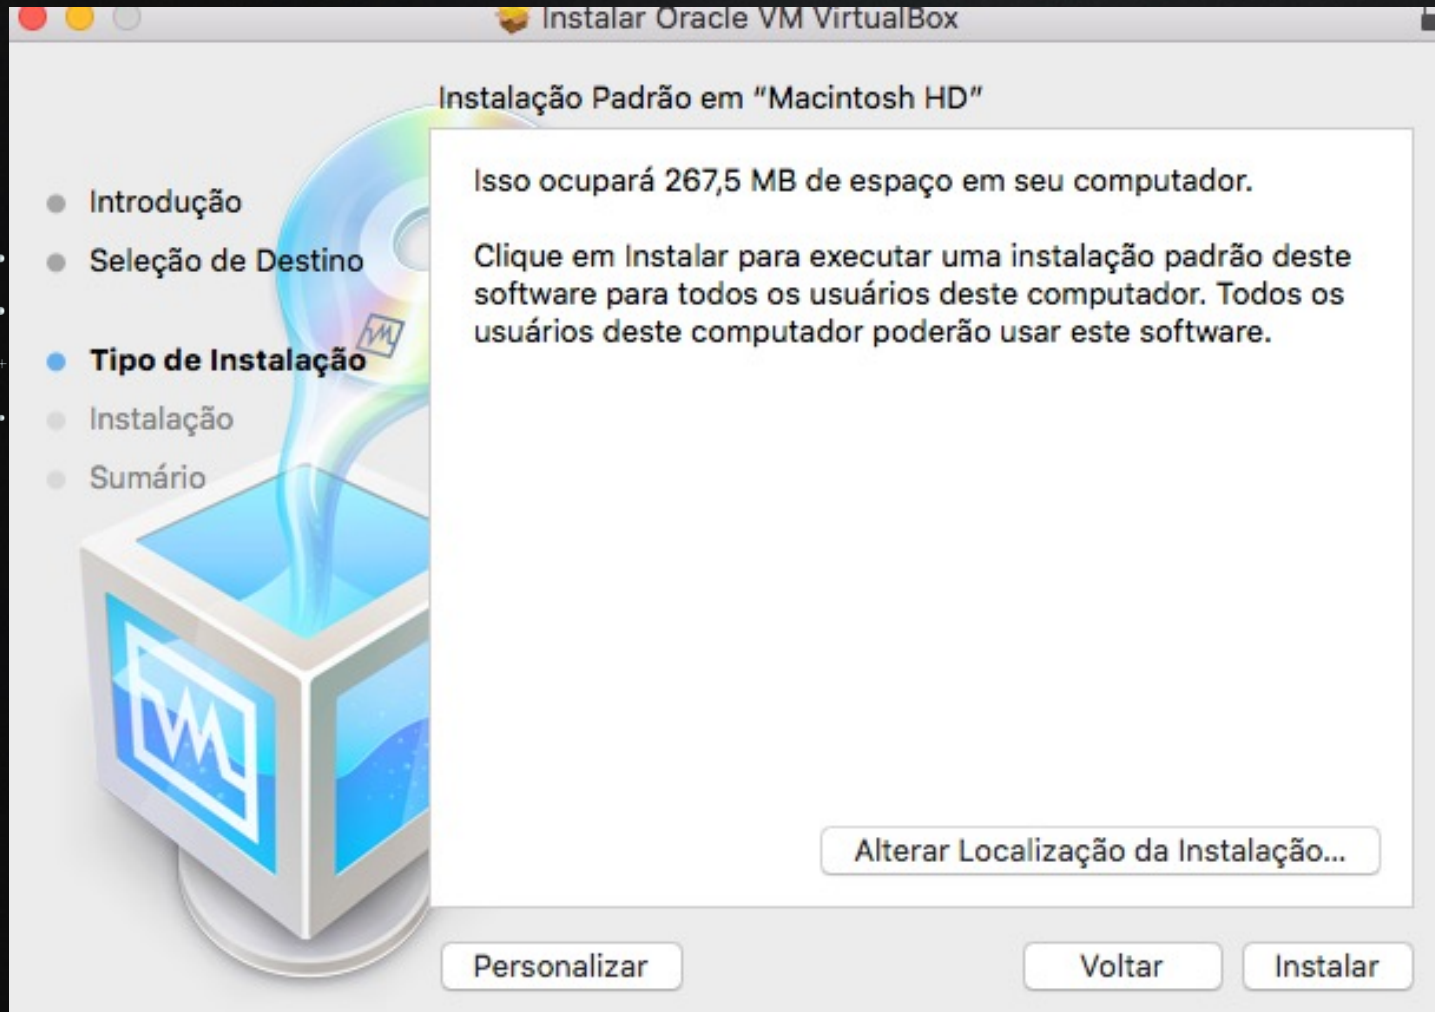 Instalar Oracle VM VirtualBox
Instalação Padrão em “Macintosh HD”
Introdução
Seleção de Destino
Tipo de Instalação
Instalação
Sumário
Isso ocupará 267,5 MB de espaço em seu computador.
Clique em Instalar para executar uma instalação padrão deste
software para todos os usuários deste computador. Todos os
usuários deste computador poderão usar este software.
Alterar Localização da Instalação...
Personalizar
Voltar
Instalar